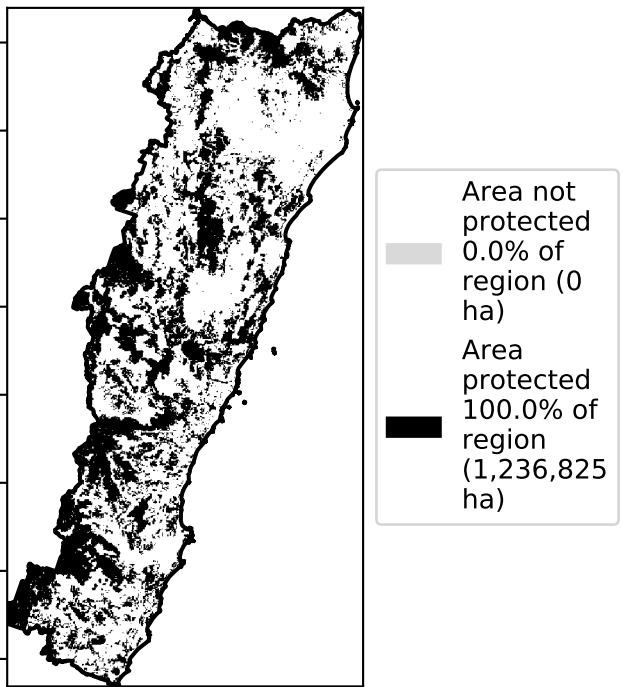 Area not
protected
0.0% of
region (0
ha)
Area
protected
100.0% of
region
(1,236,825
ha)